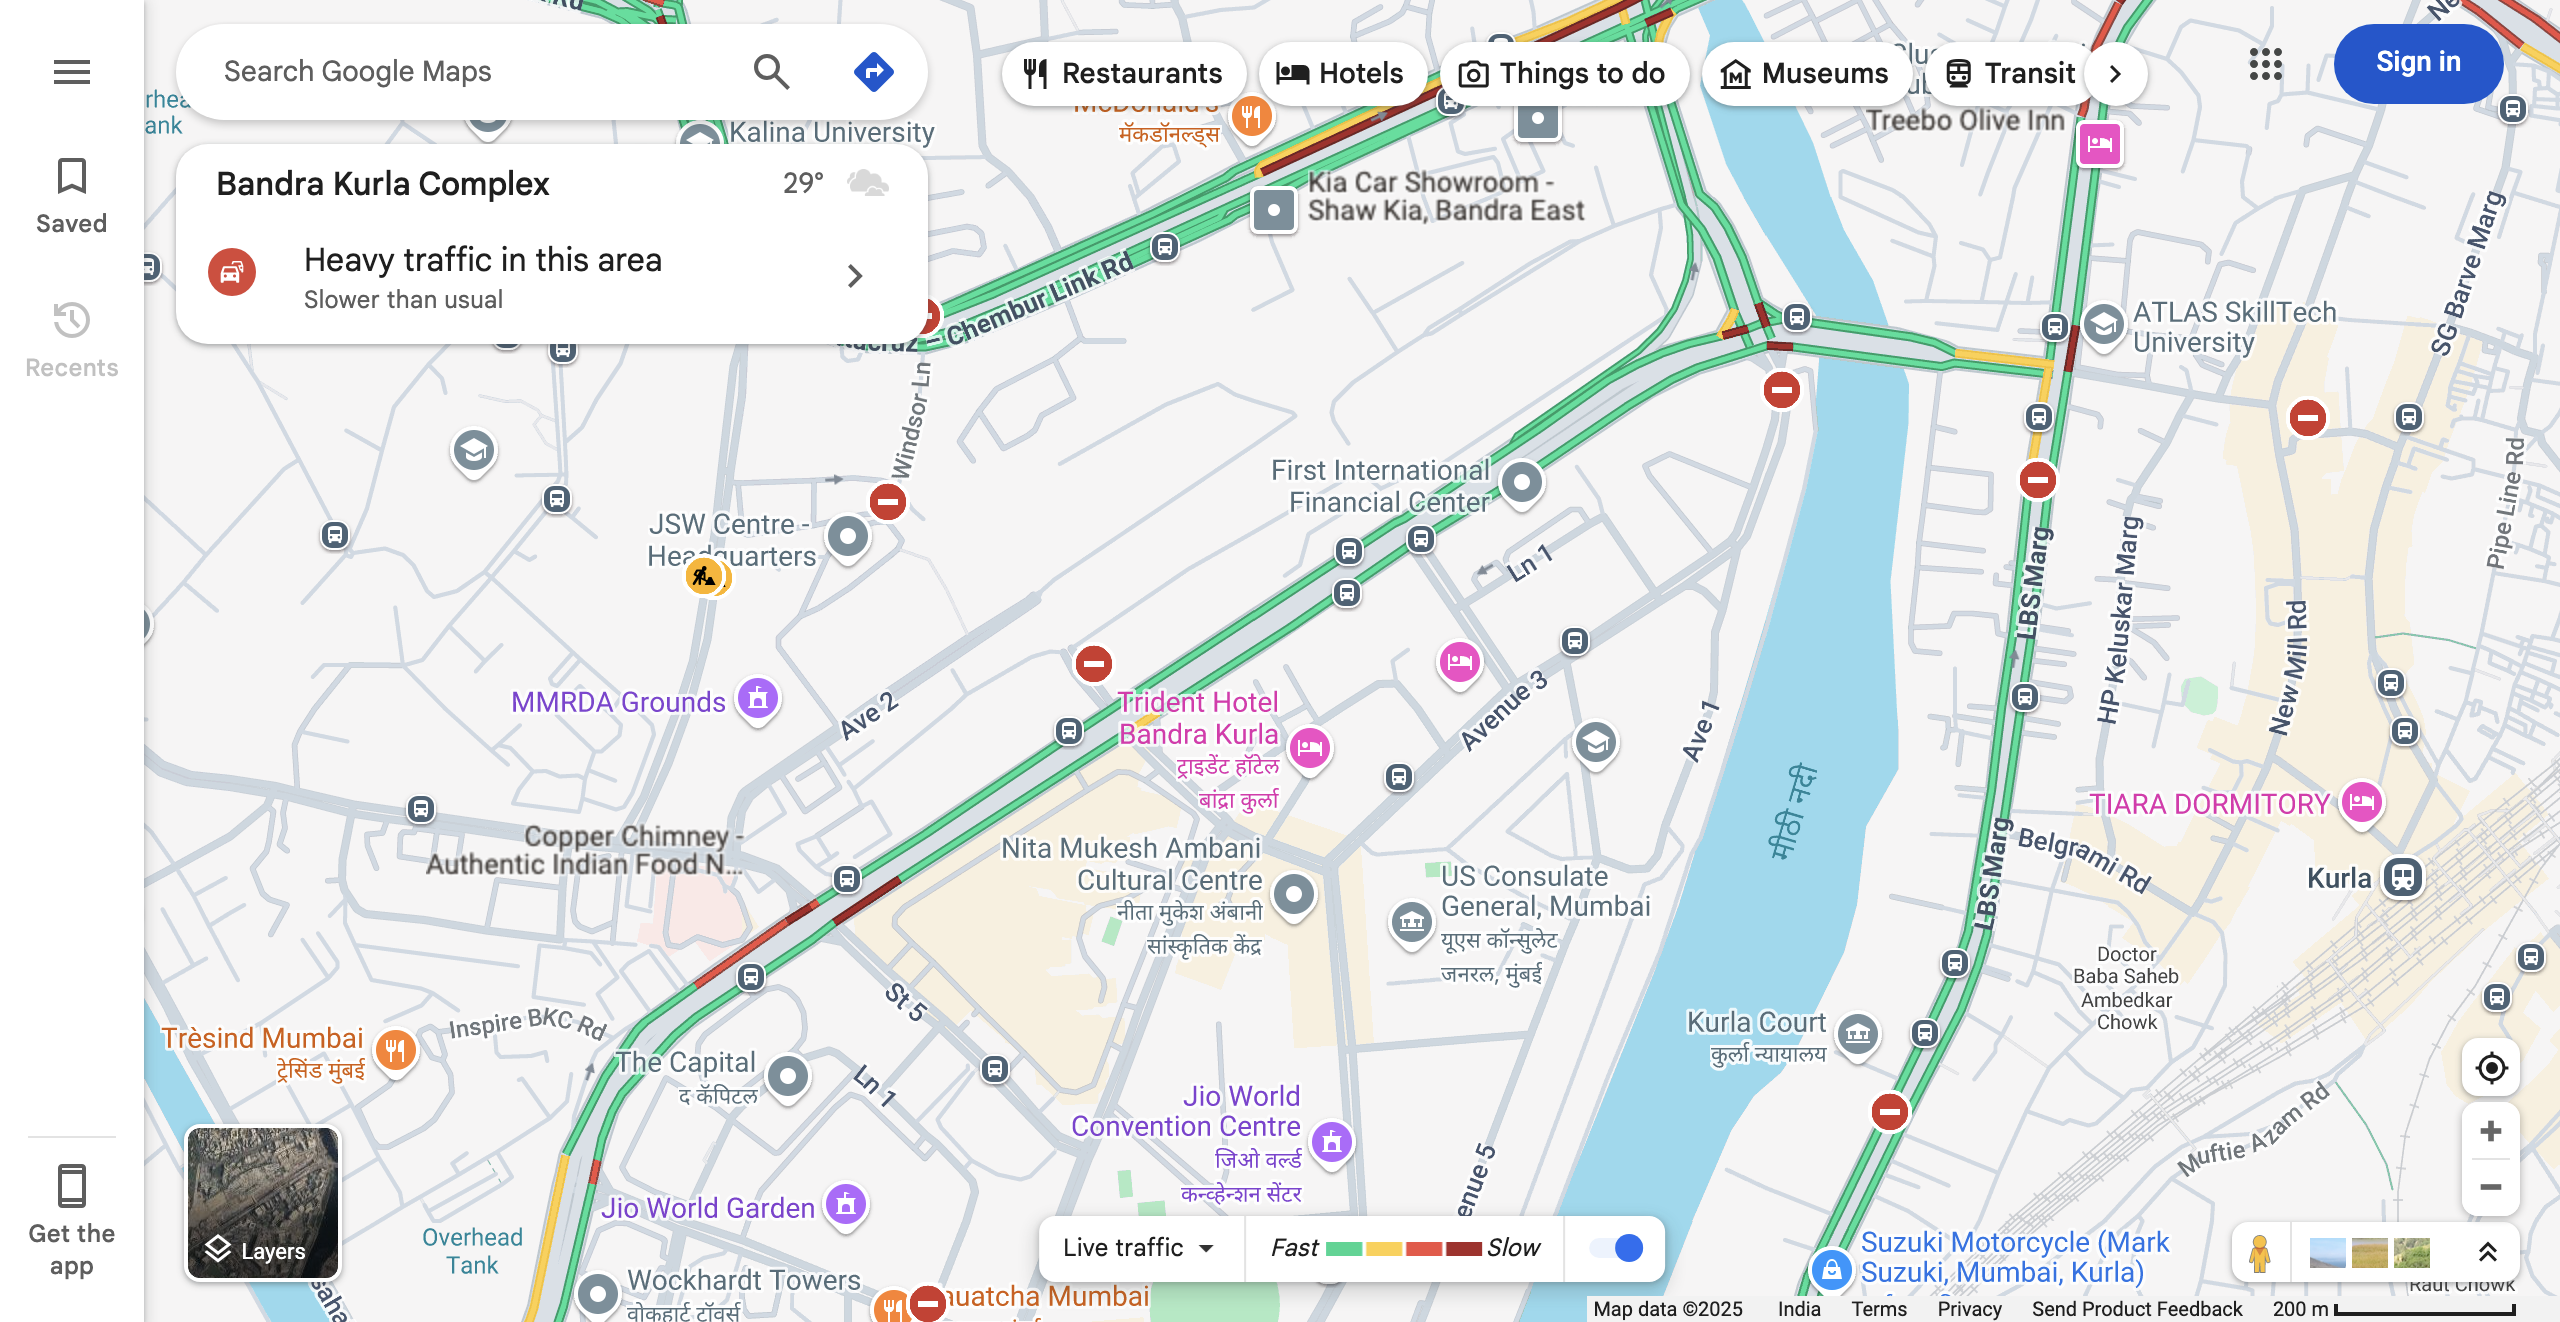 Search Google Maps
Restaurants
Hotels
Things to do
Museums
Transit
Sign in
Saved
Recents
Get the
app
Bandra Kurla Complex
29°
Heavy traffic in this area
Slower than usual
Kalina University
मॅकडॉनल्ड्स
Treebo Olive Inn
Kia Car Showroom -
Shaw Kia, Bandra East
– Chembur Link Rd
Windsor Ln
ATLAS SkillTech
University
SG Barve Marg
Pipe Line Rd
First International
Financial Center
JSW Centre -
Headquarters
Ln 1
LBS Marg
HP Keluskar Marg
New Mill Rd
MMRDA Grounds
Ave 2
Trident Hotel
Bandra Kurla
ट्राइडेंट हॉटेल
बांद्रा कुर्ला
Avenue 3
Ave 1
मीठी नदी
TIARA DORMITORY
Belgrami Rd
Kurla
Copper Chimney -
Authentic Indian Food N...
Nita Mukesh Ambani
Cultural Centre
नीता मुकेश अंबानी
सांस्कृतिक केंद्र
US Consulate
General, Mumbai
यूएस कॉन्सुलेट
जनरल, मुंबई
LBS Marg
Doctor
Baba Saheb
Ambedkar
Chowk
St 5
Inspire BKC Rd
Trèsind Mumbai
ट्रेसिंड मुंबई
The Capital
द कॅपिटल
Ln 1
Kurla Court
कुर्ला न्यायालय
Jio World
Convention Centre
जिओ वर्ल्ड
कन्व्हेन्शन सेंटर
Muftie Azam Rd
Jio World Garden
Overhead
Tank
Layers
Live traffic
Fast
Slow
Suzuki Motorcycle (Mark
Suzuki, Mumbai, Kurla)
Wockhardt Towers
वोकहार्ट टॉवर्स
auatcha Mumbai
Raut Chowk
Map data ©2025
India
Terms
Privacy
Send Product Feedback
200 m